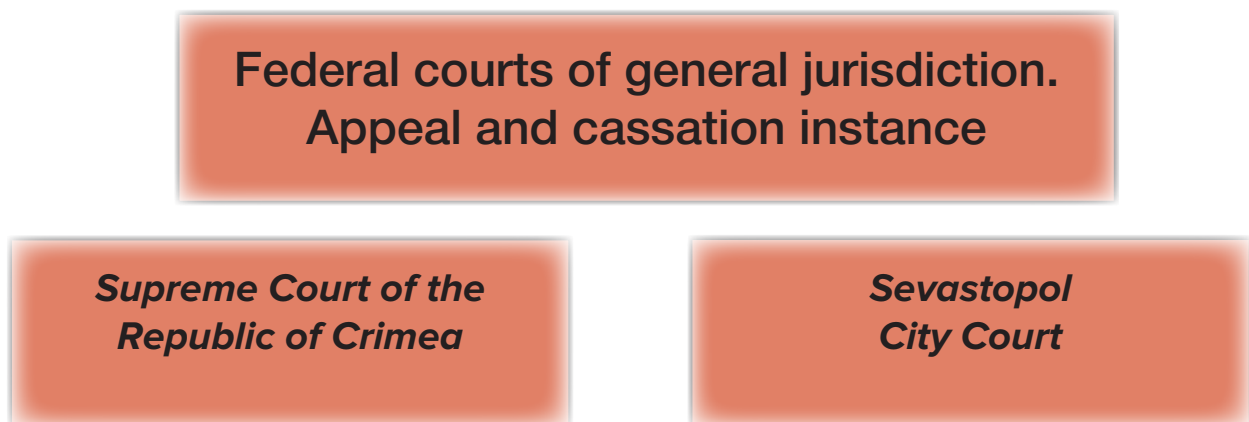 Federal courts of general jurisdiction.
Appeal and cassation instance
Supreme Court of the
Republic of Crimea
Sevastopol
City Court